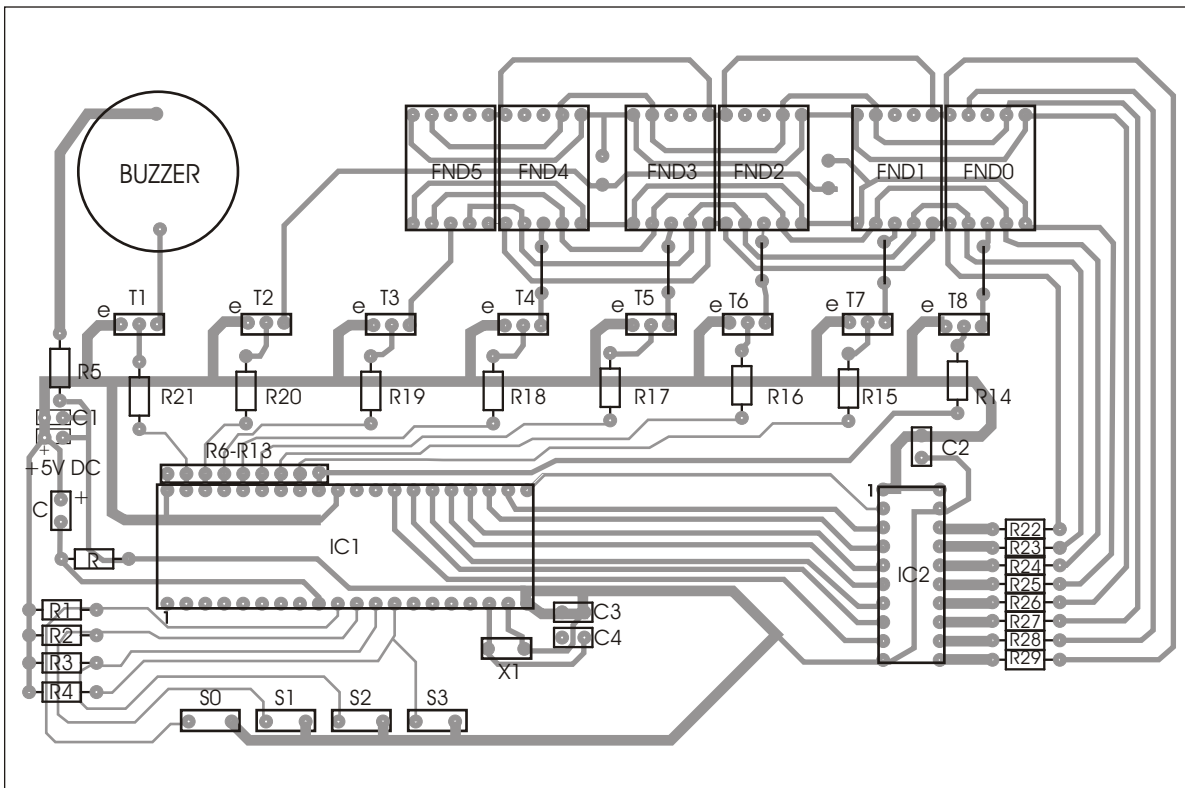 BUZZER
FND5 FND4 FND3 FND2 FND1 FND0
e T1 e T2 e T3 e T4 e T5 e T6 e T7 e T8
R5 R21 R20 R19 R18 R17 R16 R15 R14
C1
+
+5V DC
R6-R13
C2
C +
1
IC1
R
IC2
1
R22
R23
R24
R25
R26
R27
R28
R29
R1
R2
R3
R4
C3
C4
X1
S0 S1 S2 S3